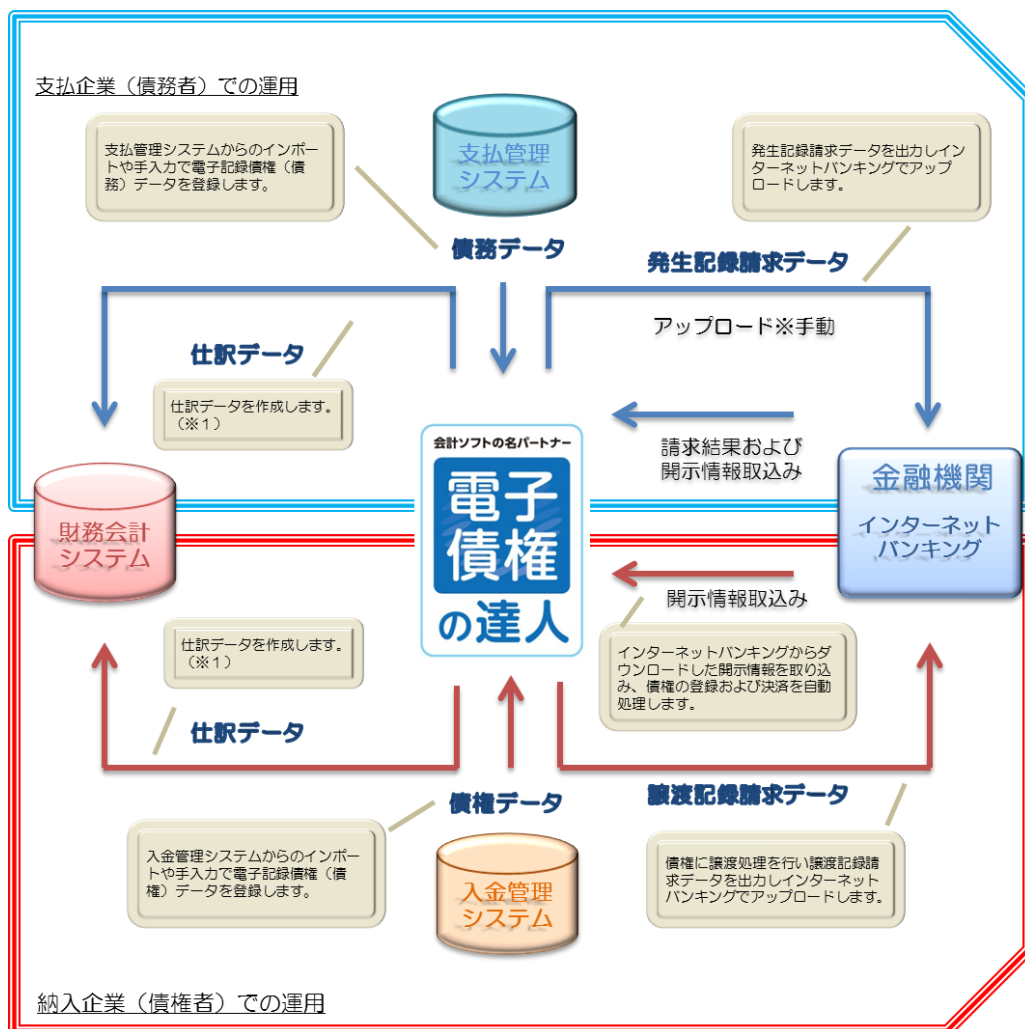 支払企業（債務者）での運用
支払管理システムからのインポー
トや手入力で電子記録債権（債
務）データを登録します。
支払管理
システム
発生記録請求データを出力しイン
ターネットバンキングでアップ
ロードします。
債務データ
発生記録請求データ
アップロード※手動
仕訳データ
仕訳データを作成します。
（※１）
請求結果および
開示情報取込み
会計ソフトの名パートナー
電子
債権
の達人
金融機関
インターネット
バンキング
財務会計
システム
開示情報取込み
仕訳データを作成します。
（※１）
インターネットバンキングからダ
ウンロードした開示情報を取り込
み、債権の登録および決済を自動
処理します。
仕訳データ
債権データ
譲渡記録請求データ
入金管理システムからのインポー
トや手入力で電子記録債権（債
権）データを登録します。
入金管理
システム
債権に譲渡処理を行い譲渡記録請
求データを出力しインターネット
バンキングでアップロードします。
納入企業（債権者）での運用